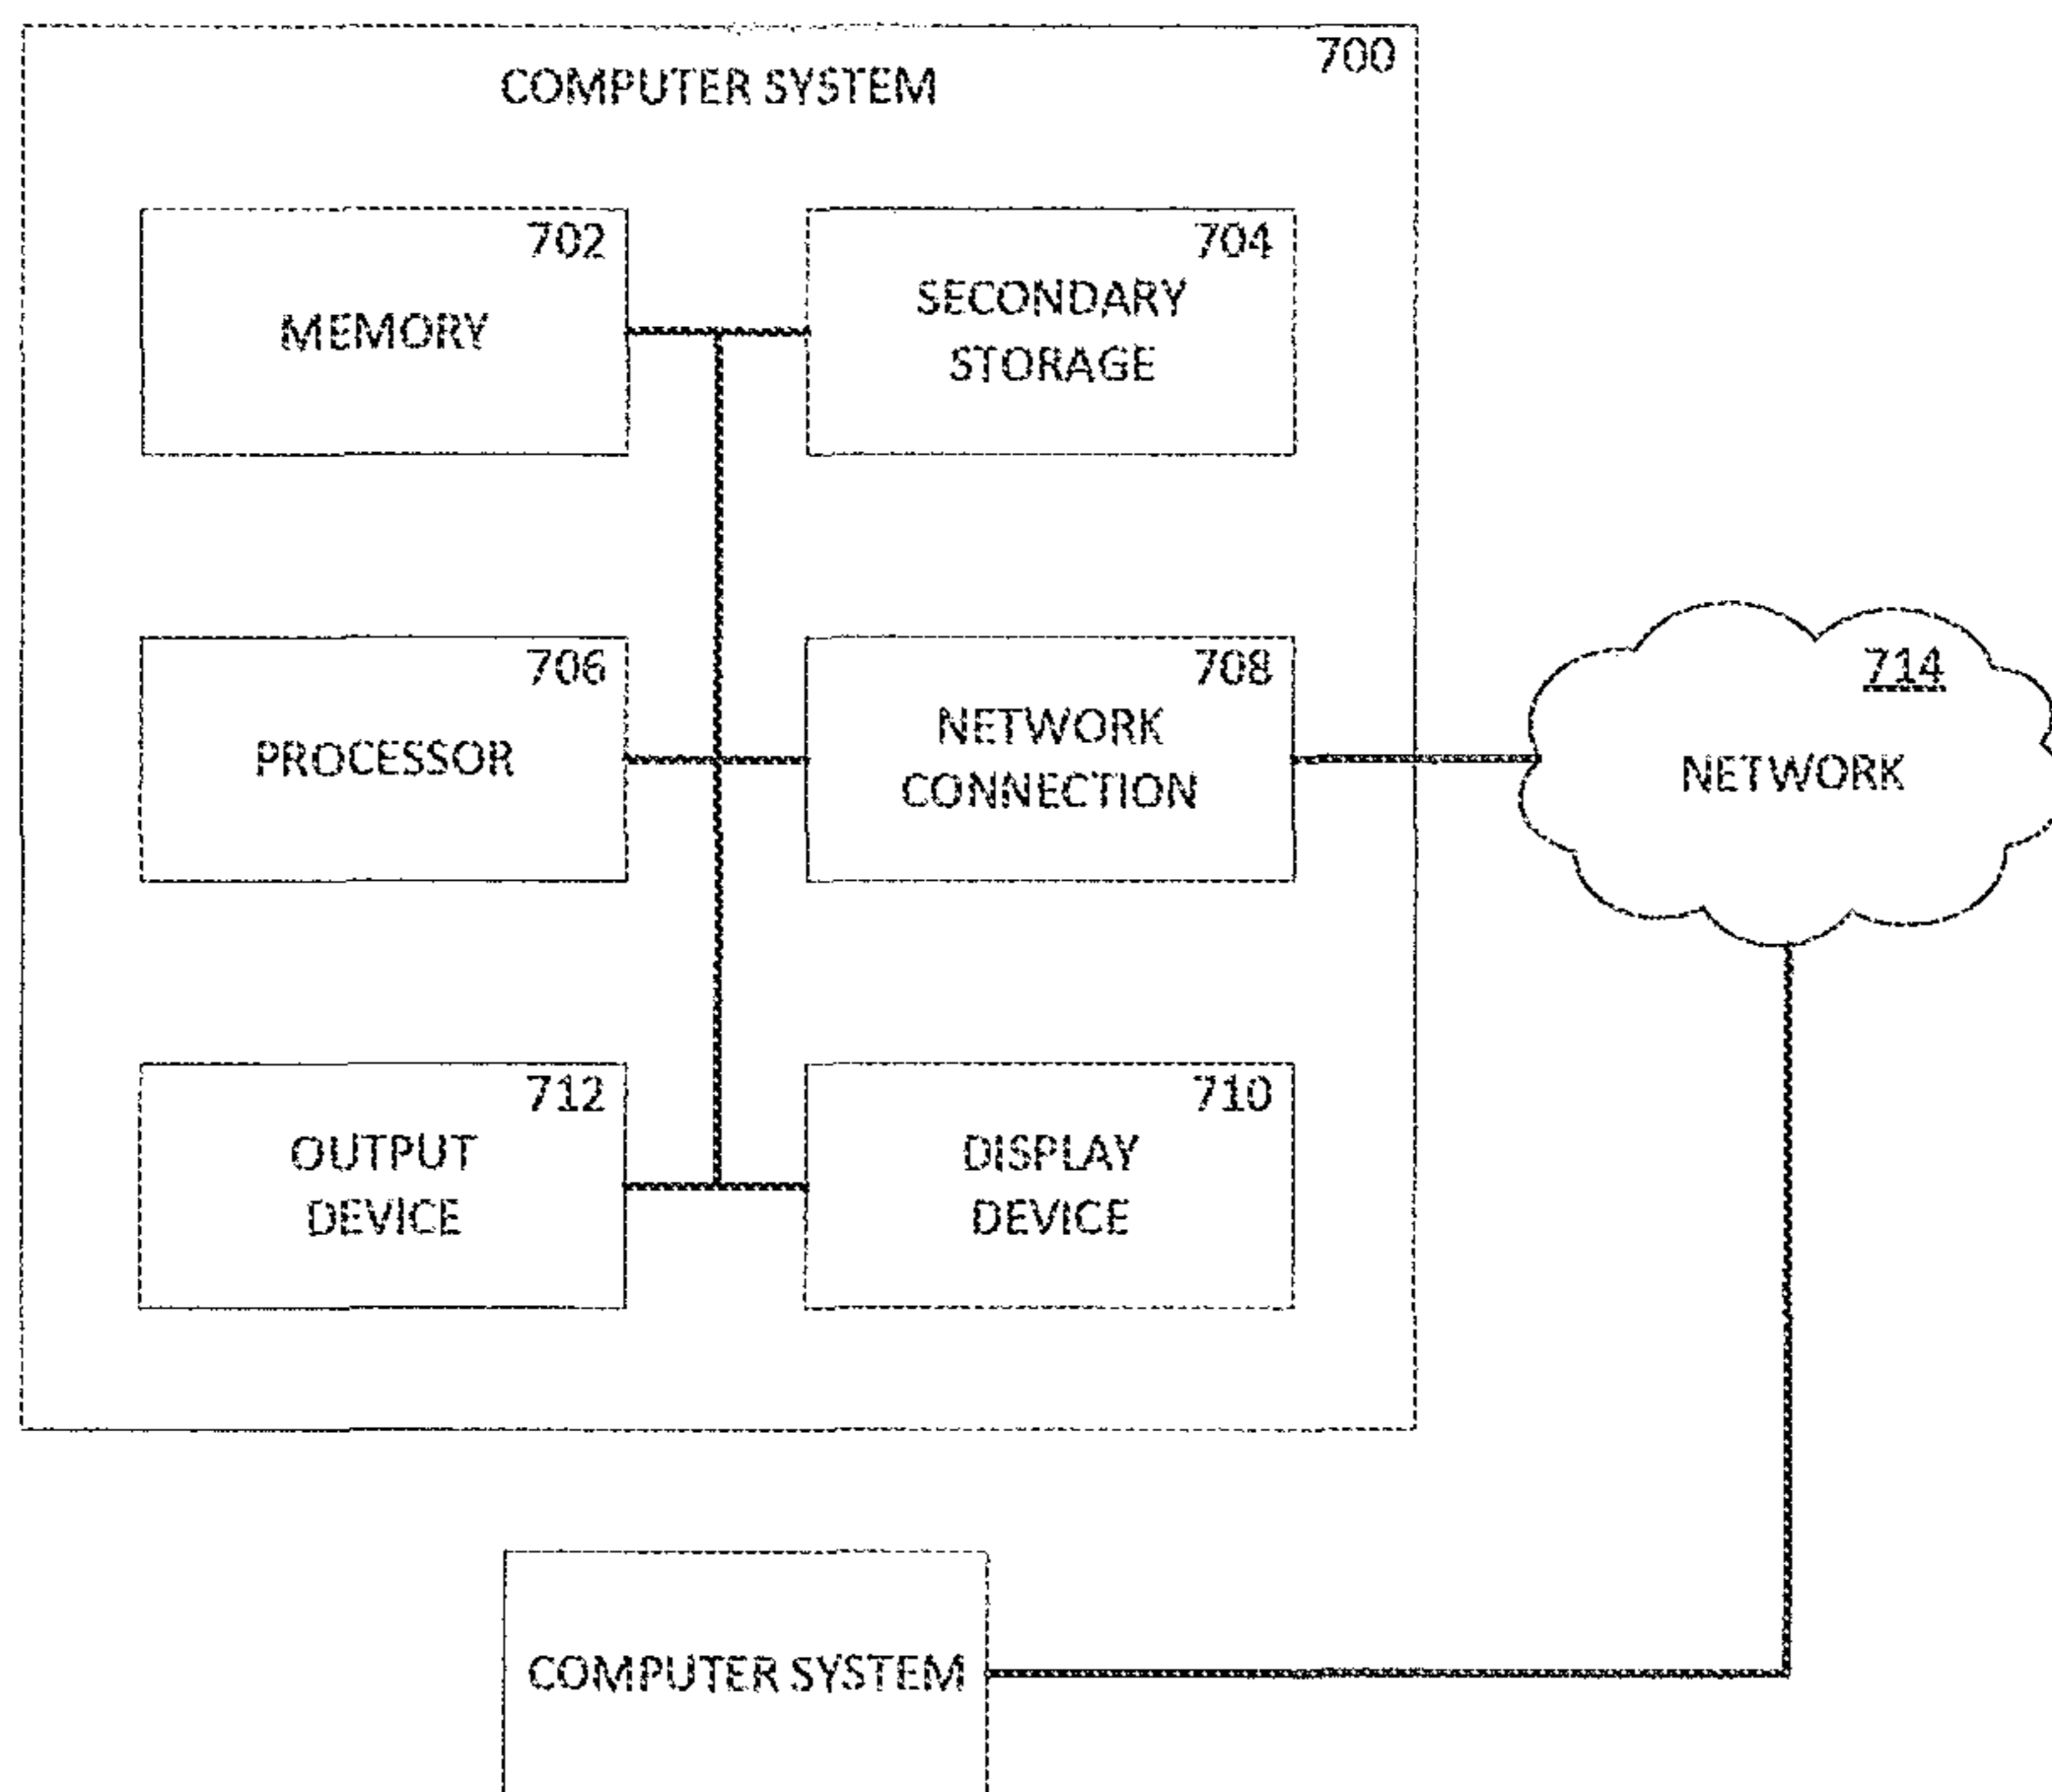 700
COMPUTER SYSTEM
702
MEMORY
704
SECONDARY
STORAGE
706
PROCESSOR
708
NETWORK
CONNECTION
714
NETWORK
712
OUTPUT
DEVICE
710
DISPLAY
DEVICE
COMPUTER SYSTEM